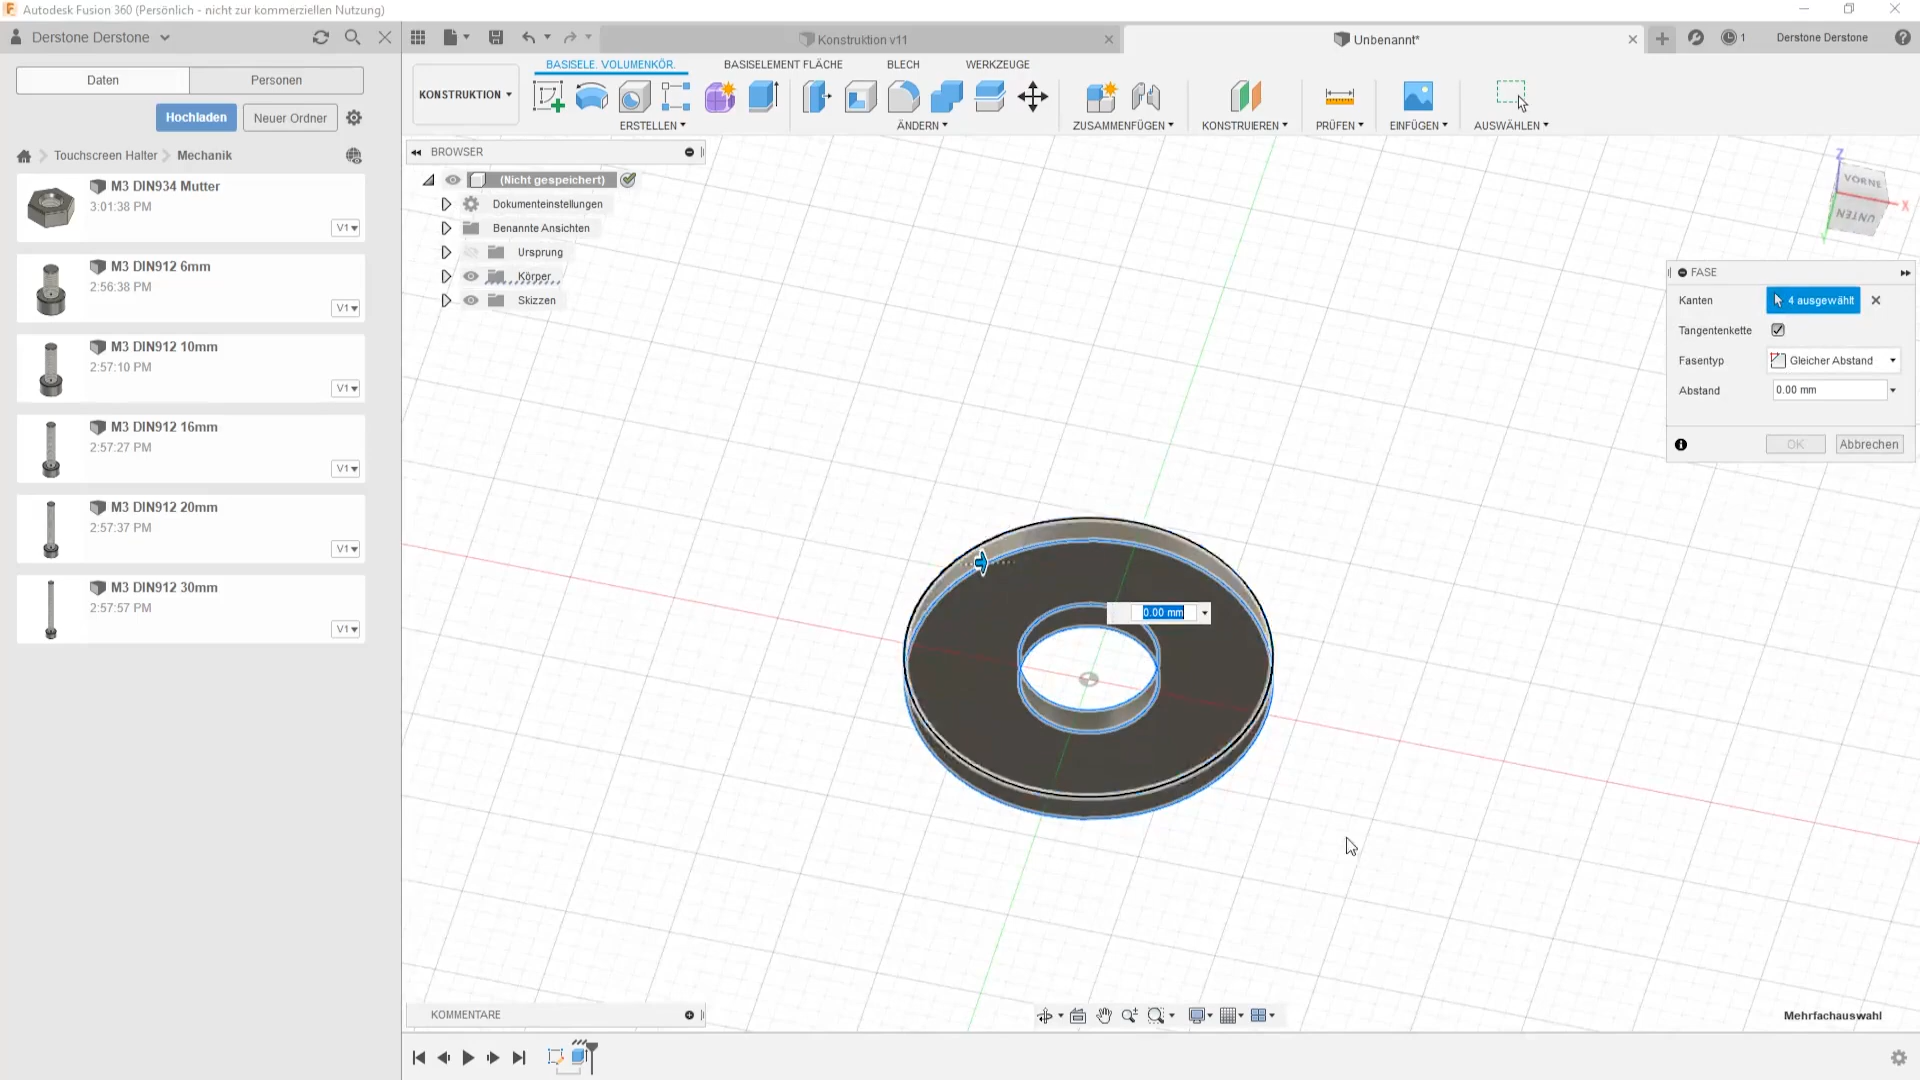 Autodesk Fusion 360 (Persönlich - nicht zur kommerziellen Nutzung)
Derstone Derstone
Konstruktion v11
Unbenannt*
1
Derstone Derstone
Daten
Personen
Hochladen
Neuer Ordner
Touchscreen Halter
Mechanik
M3 DIN934 Mutter
3:01:38 PM
V1
M3 DIN912 6mm
2:56:38 PM
V1
M3 DIN912 10mm
2:57:10 PM
V1
M3 DIN912 16mm
2:57:27 PM
V1
M3 DIN912 20mm
2:57:37 PM
V1
M3 DIN912 30mm
2:57:57 PM
V1
KONSTRUKTION
BASISELE. VOLUMENKÖR.
BASISELEMENT FLÄCHE
BLECH
WERKZEUGE
ERSTELLEN
ÄNDERN
ZUSAMMENFÜGEN
KONSTRUIEREN
PRÜFEN
EINFÜGEN
AUSWÄHLEN
BROWSER
(Nicht gespeichert)
Dokumenteinstellungen
Benannte Ansichten
Ursprung
Körper
Skizzen
Z
VORNE
UNTEN
X
Y
FASE
Kanten
4 ausgewählt
Tangentenkette
Fasentyp
Gleicher Abstand
Abstand
0.00 mm
OK
Abbrechen
0.00 mm
KOMMENTARE
Mehrfachauswahl